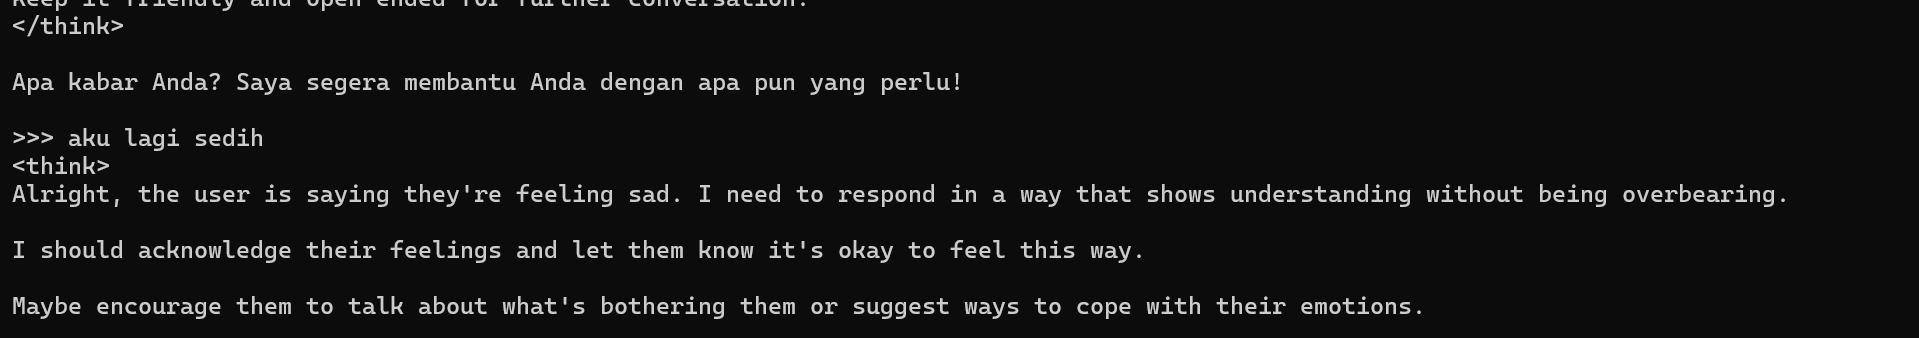 Keep it friendly and open ended for further conversation.
</think>
Apa kabar Anda? Saya segera membantu Anda dengan apa pun yang perlu!
>>> aku lagi sedih
<think>
Alright, the user is saying they're feeling sad. I need to respond in a way that shows understanding without being overbearing.
I should acknowledge their feelings and let them know it's okay to feel this way.
Maybe encourage them to talk about what's bothering them or suggest ways to cope with their emotions.